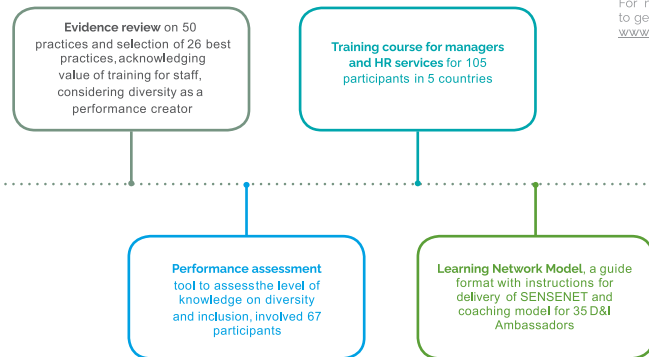 Evidence review on 50
practices and selection of 26 best
practices, acknowledging
value of training for staff,
considering diversity as a
performance creator
Training course for managers
and HR services for 105
participants in 5 countries
to ge
www
Performance assessment
tool to assess the level of
knowledge on diversity
and inclusion, involved 67
participants
Learning Network Model, a guide
format with instructions for
delivery of SENSENET and
coaching model for 35 D&I
Ambassadors